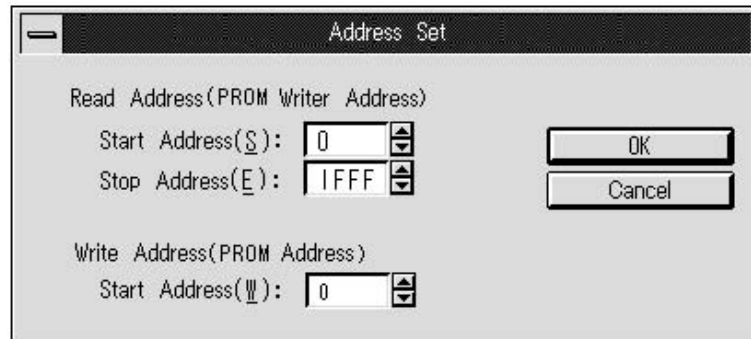 Address Set
Read Address(PROM Writer Address)
Start Address(S): 0
OK
Stop Address(E): 1FFF
Cancel
Write Address(PROM Address)
Start Address(W): 0